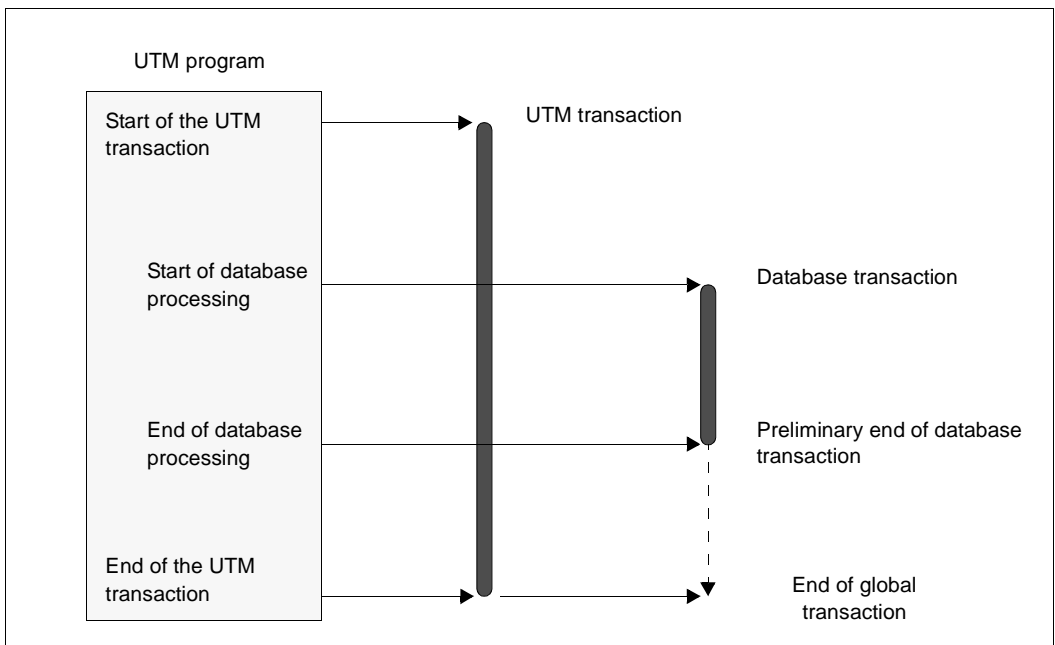 UTM program
Start of the UTM
transaction
UTM transaction
Start of database
processing
Database transaction
End of database
processing
Preliminary end of database
transaction
End of the UTM
transaction
End of global
transaction